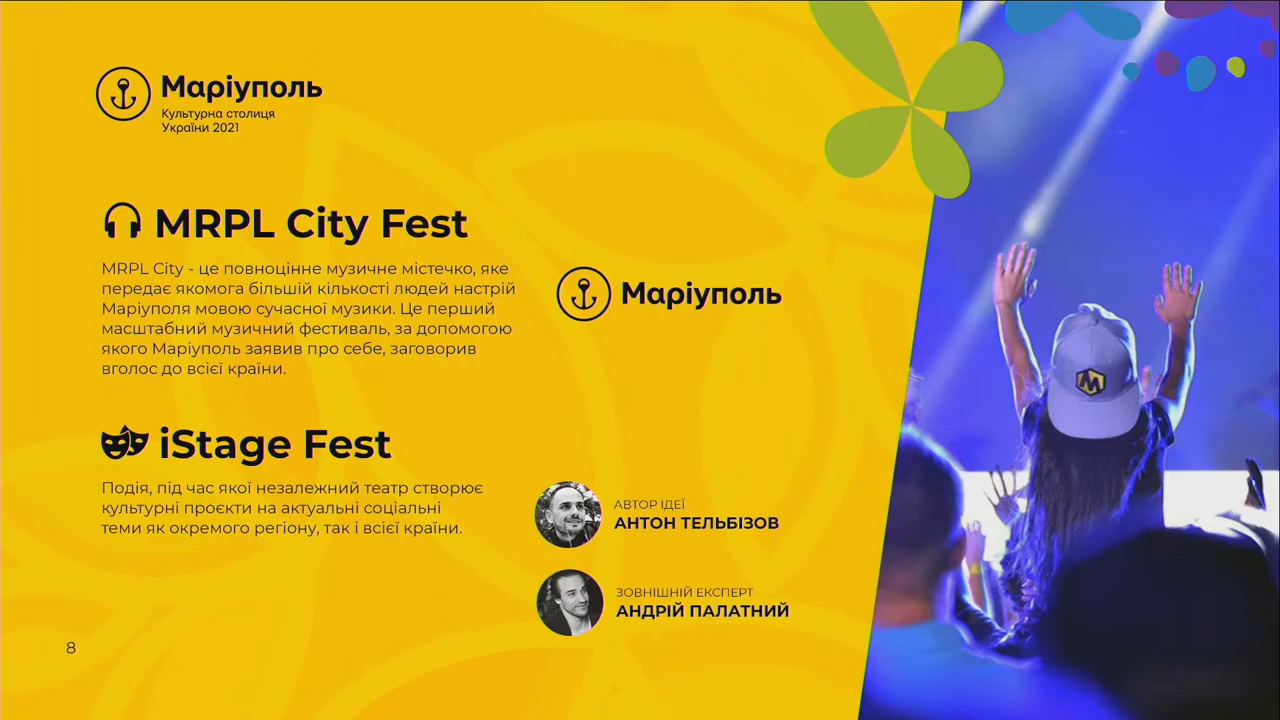 Маріуполь
Культурна столиця
України 2021
MRPL City Fest
MRPL City - це повноцінне музичне містечко, яке
передає якомога більшій кількості людей настрій
Маріуполя мовою сучасної музики. Це перший
масштабний музичний фестиваль, за допомогою
якого Маріуполь заявив про себе, заговорив
вголос до всієї країни.
Маріуполь
iStage Fest
Подія, під час якої незалежний театр створює
культурні проєкти на актуальні соціальні
теми як окремого регіону, так і всієї країни.
АВТОР ІДЕЇ
АНТОН ТЕЛЬБІЗОВ
ЗОВНІШНІЙ ЕКСПЕРТ
АНДРІЙ ПАЛАТНИЙ
8
M